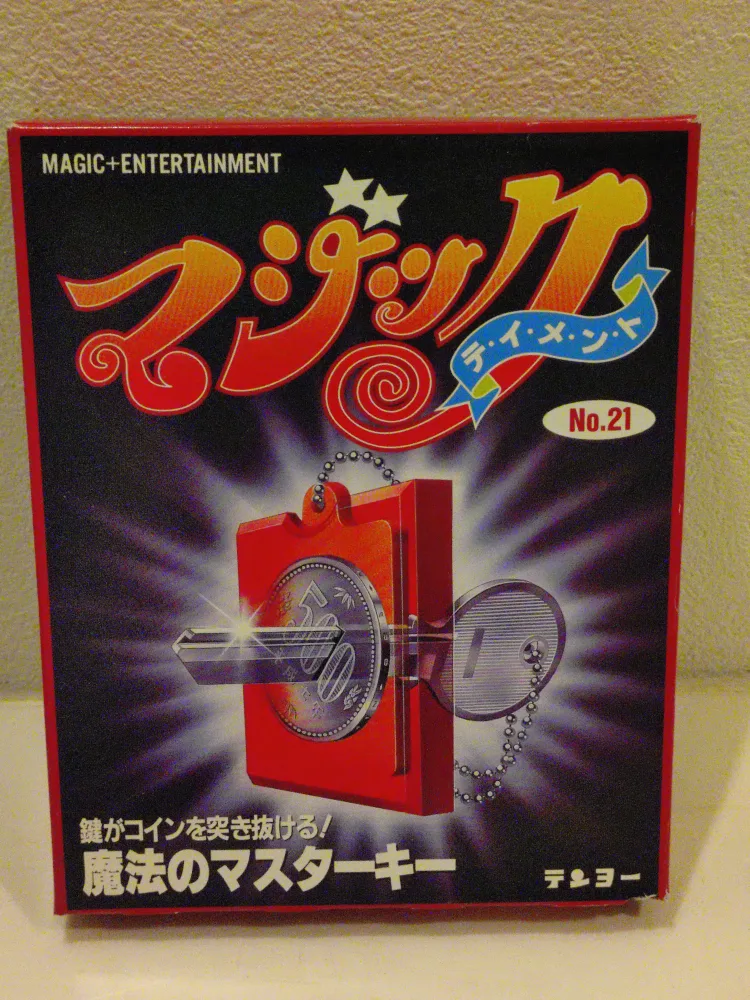 MAGIC+ENTERTAINMENT
マジック
テ・イ・メ・ン・ト
No.21
500
鍵がコインを突き抜ける!
魔法のマスターキー
テンヨー